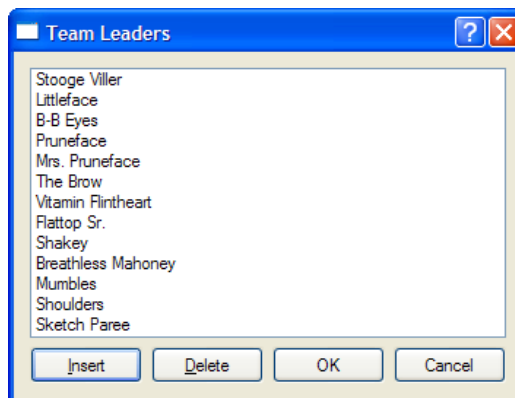 Team Leaders
Stooge Viller
Littleface
B-B Eyes
Pruneface
Mrs. Pruneface
The Brow
Vitamin Flintheart
Flattop Sr.
Shakey
Breathless Mahoney
Mumbles
Shoulders
Sketch Paree
Insert Delete OK Cancel